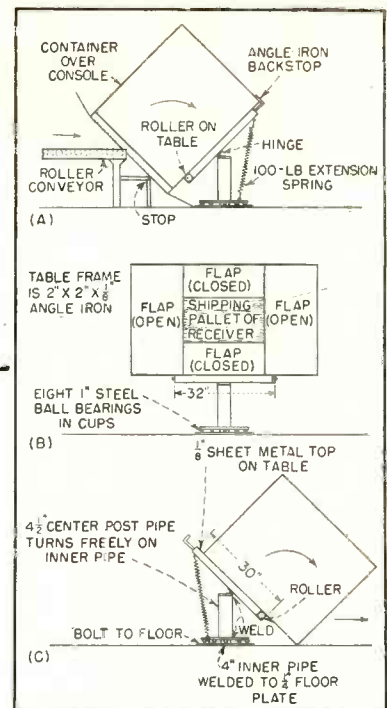 CONTAINER
OVER
CONSOLE
ANGLE IRON
BACKSTOP
ROLLER ON
TABLE
HINGE
ROLLER
CONVEYOR
STOP
100-LB EXTENSION
SPRING
(A)
TABLE FRAME
IS 2" X 2" X 1/8"
ANGLE IRON
FLAP
(OPEN)
FLAP
(CLOSED)
SHIPPING
PALLET OF
RECEIVER
FLAP
(CLOSED)
FLAP
(OPEN)
32"
EIGHT 1" STEEL
BALL BEARINGS
IN CUPS
(B)
1/8" SHEET METAL TOP
ON TABLE
4 1/2" CENTER POST PIPE
TURNS FREELY ON
INNER PIPE
30"
ROLLER
BOLT TO FLOOR
WELD
(C)
4" INNER PIPE
WELDED TO 1/4" FLOOR
PLATE